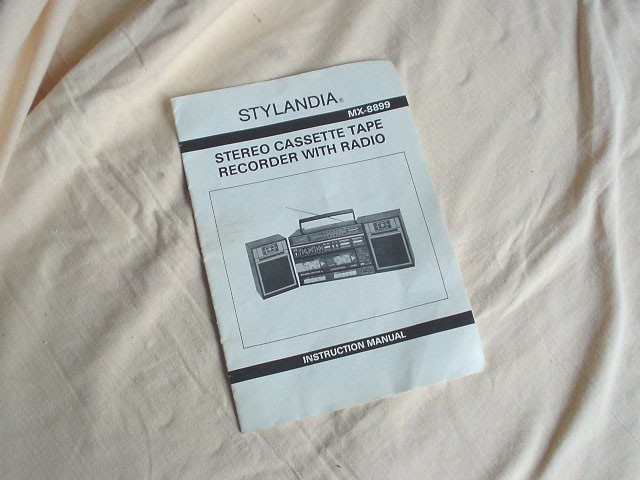 STYLANDIA®
MX-8899
STEREO CASSETTE TAPE
RECORDER WITH RADIO
INSTRUCTION MANUAL